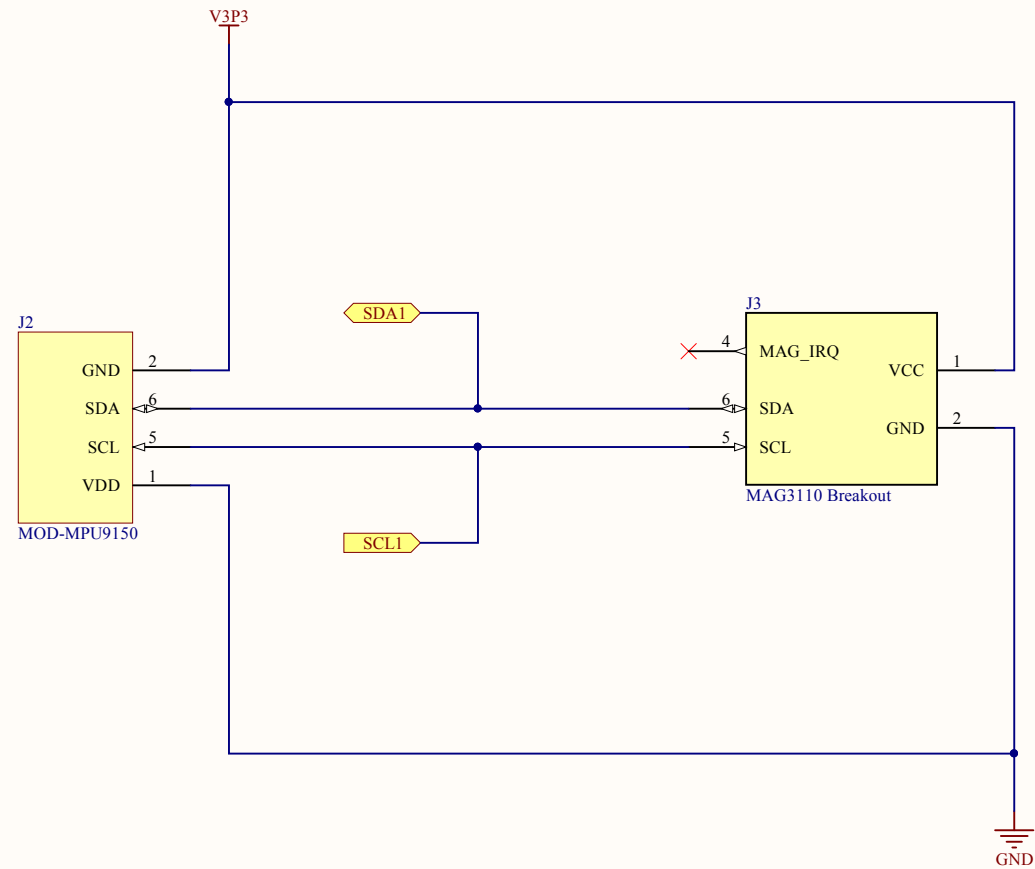 V3P3
J2
GND 2
SDA 6
SCL 5
VDD 1
MOD-MPU9150
SDA1
SCL1
J3
4 MAG_IRQ
6 SDA
5 SCL
VCC 1
GND 2
MAG3110 Breakout
GND